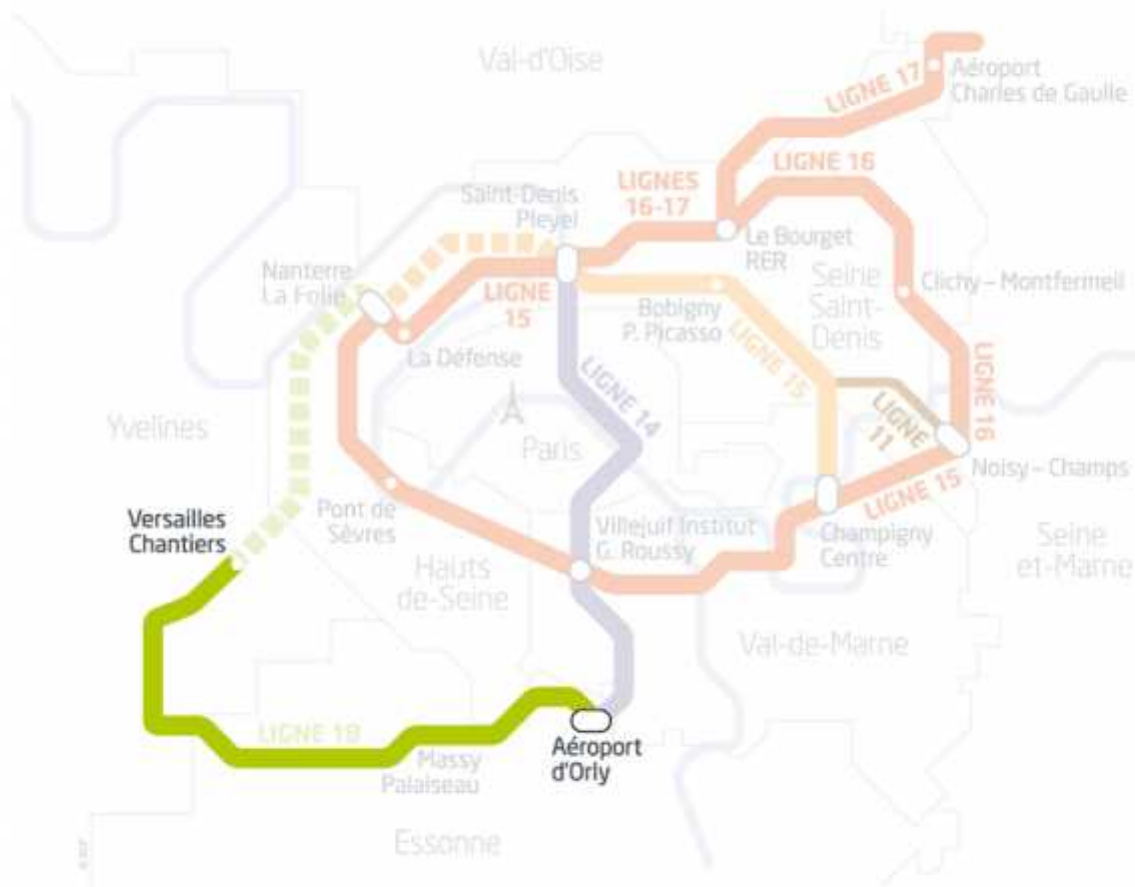 Val-d'Oise
LIGNE 17
Aéroport
Charles de Gaulle
LIGNE 16
LIGNES
16-17
Saint-Denis
Pleyel
Le Bourget
RER
Nanterre
La Folie
LIGNE
15
Seine
Saint-
Denis
Clichy – Montfermeil
Bobigny
P. Picasso
La Défense
LIGNE 15
LIGNE 14
LIGNE
11
LIGNE 16
Yvelines
Paris
Noisy – Champs
LIGNE 15
Pont de
Sèvres
Villejuif Institut
G. Roussy
Champigny
Centre
Versailles
Chantiers
Seine
et-Marne
Hauts
de-Seine
Val-de-Marne
LIGNE 18
Massy
Palaiseau
Aéroport
d'Orly
Essonne